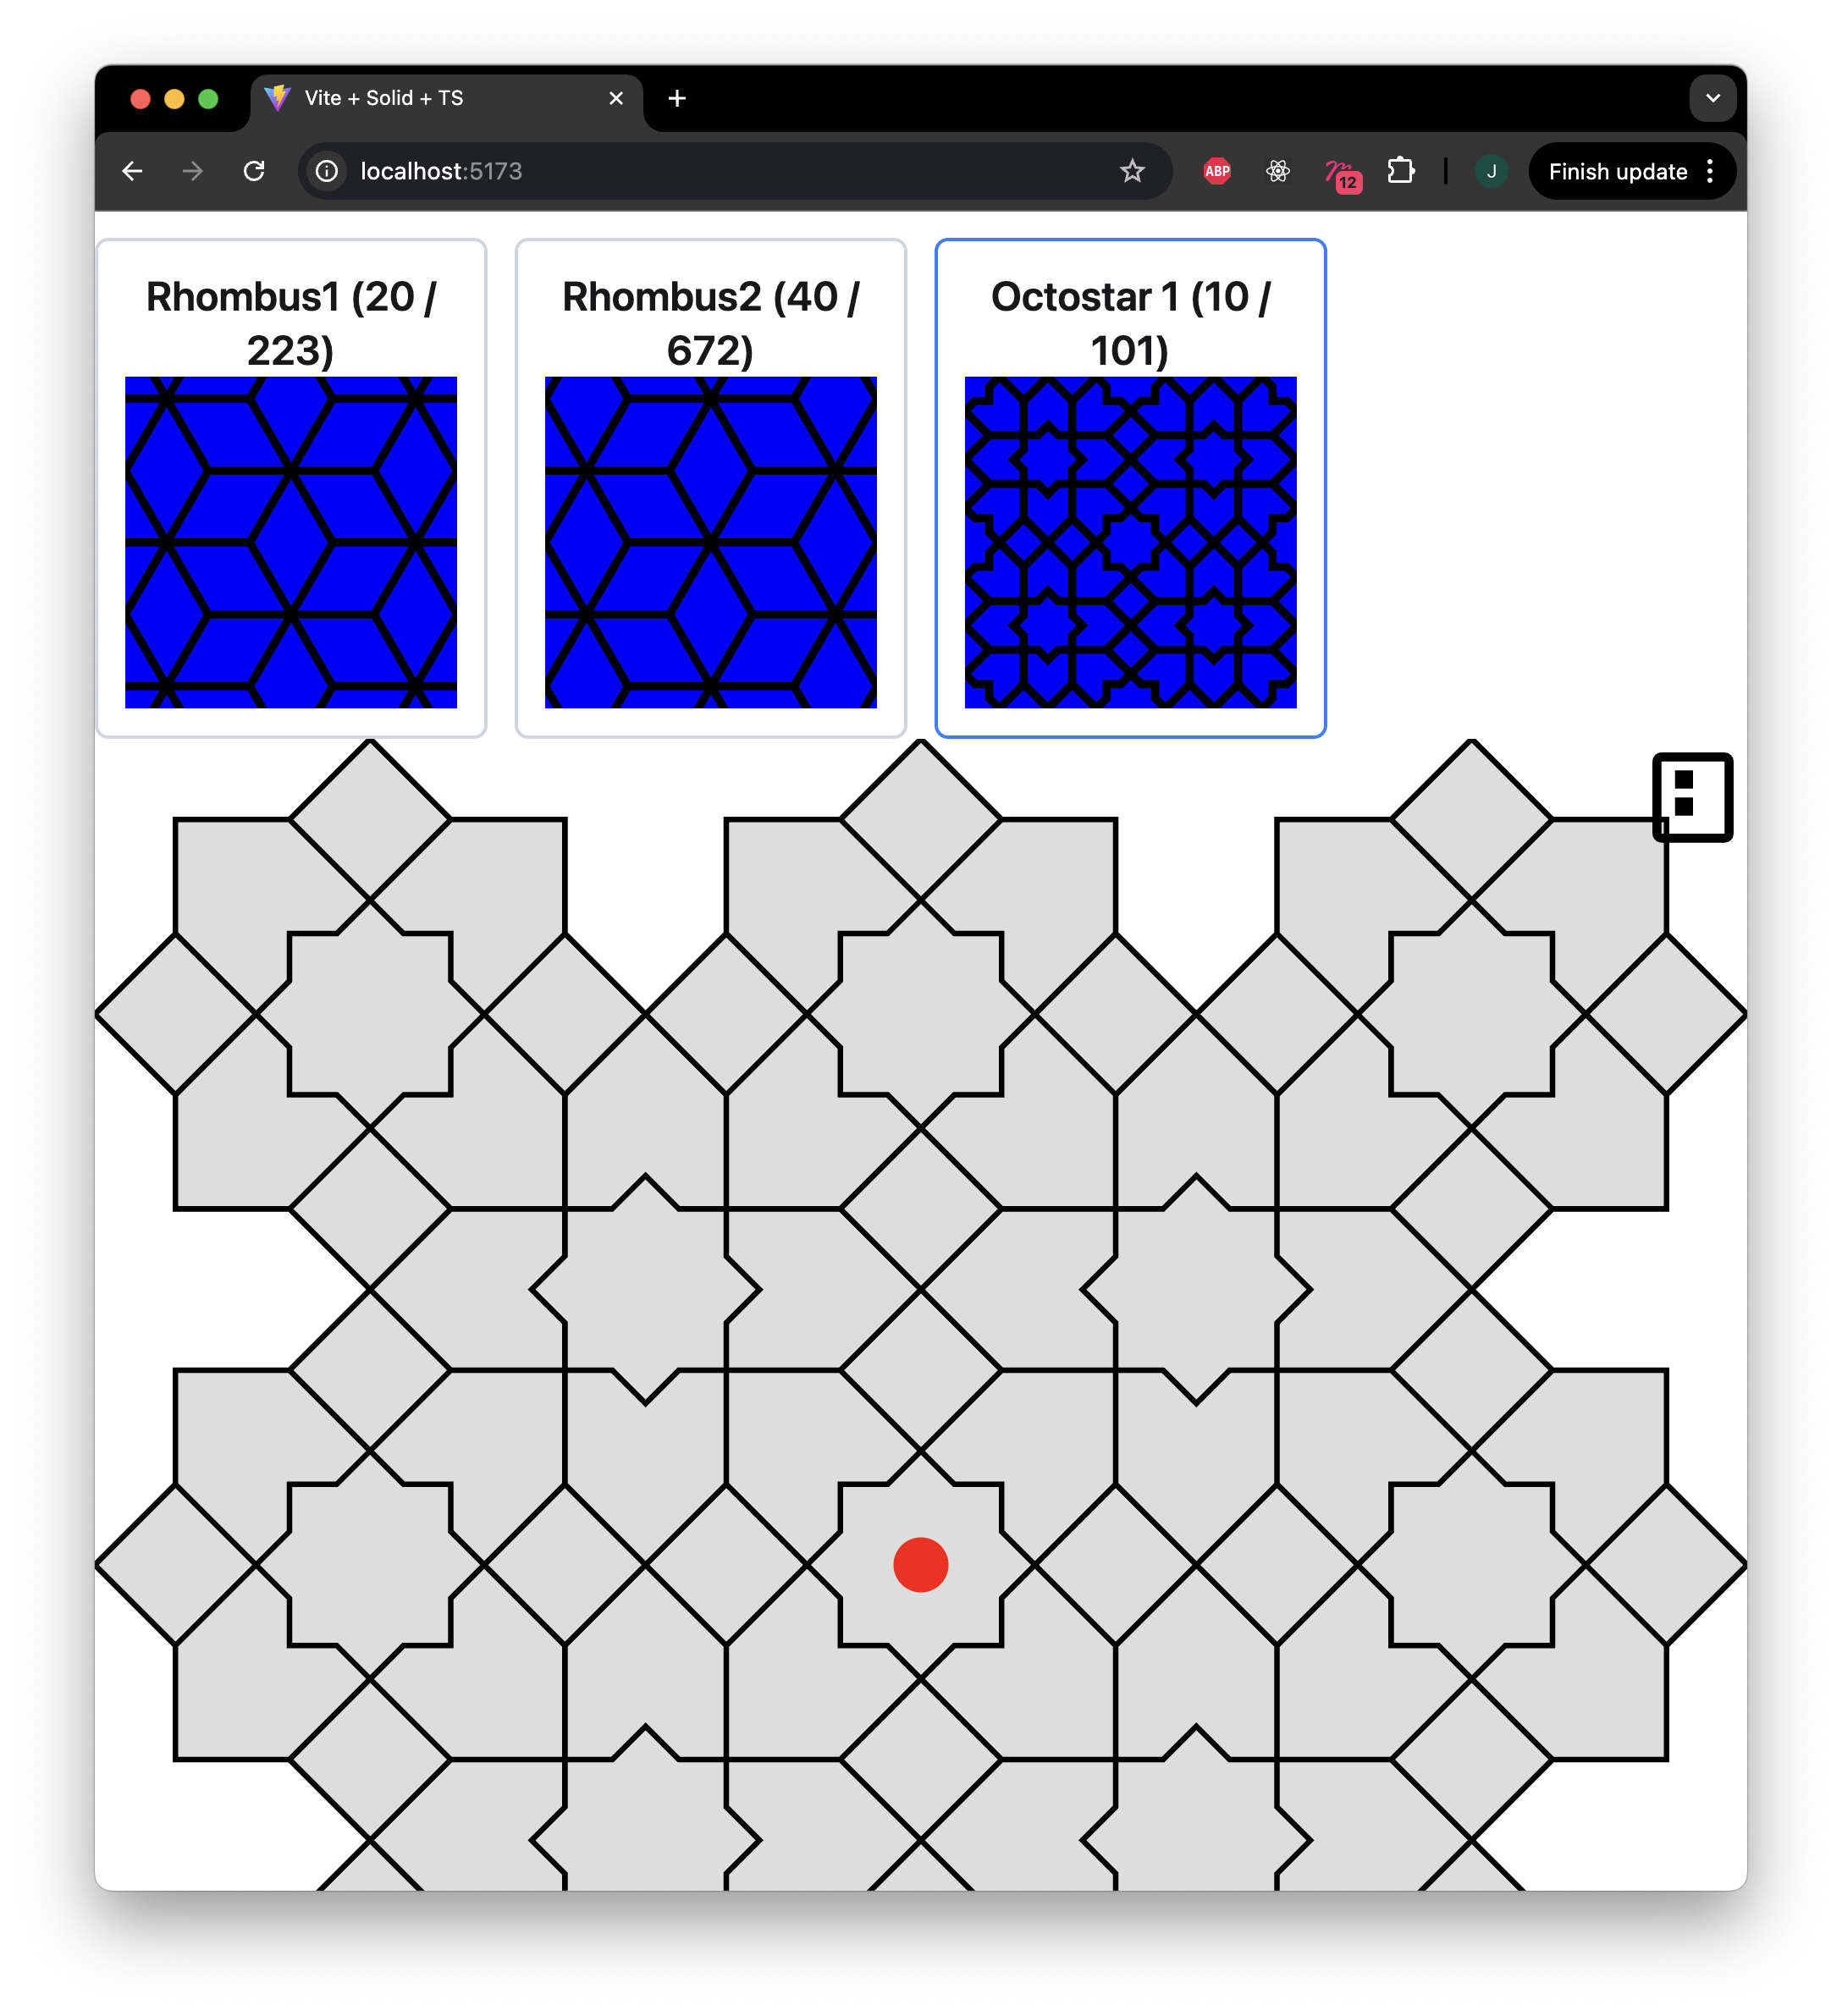 Vite + Solid + TS
localhost:5173
ABP
12
J
Finish update
Rhombus1 (20 /
223)
Rhombus2 (40 /
672)
Octostar 1 (10 /
101)